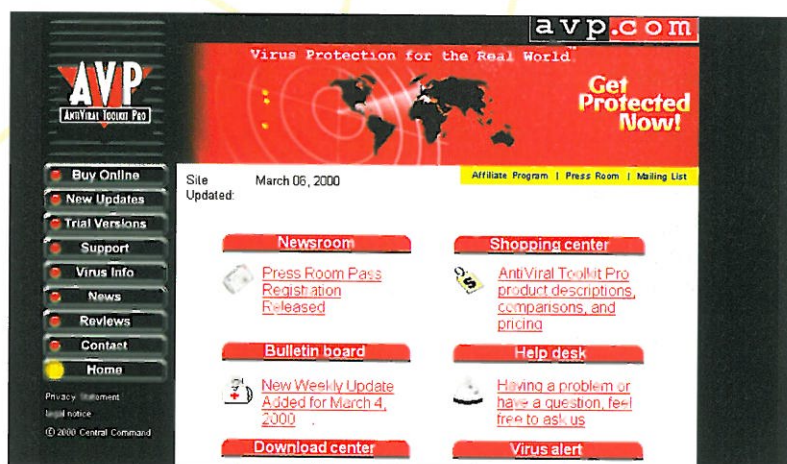 avp.com
Virus Protection for the Real World
AVP
AntiViral Toolkit Pro
Get
Protected
Now!
Affiliate Program | Press Room | Mailing List
Buy Online
New Updates
Trial Versions
Support
Virus Info
News
Reviews
Contact
Home
Privacy Statement
legal notice
© 2000 Central Command
Site
Updated:
March 06, 2000
Newsroom
Press Room Pass
Registration
Released
Shopping center
$
AntiViral Toolkit Pro
product descriptions,
comparisons, and
pricing
Bulletin board
New Weekly Update
Added for March 4,
2000
Help desk
Having a problem or
have a question, feel
free to ask us
Download center
Virus alert